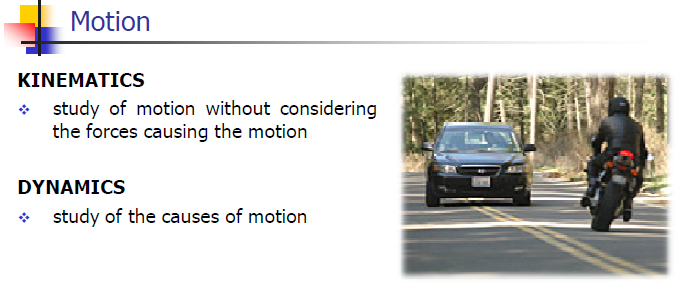 Motion
KINEMATICS
❖ study of motion without considering
the forces causing the motion
DYNAMICS
❖ study of the causes of motion